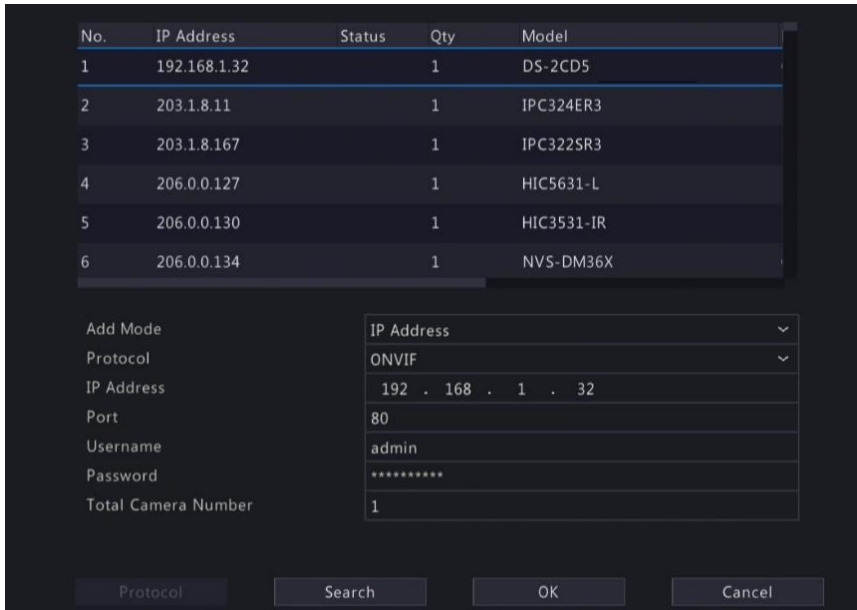 No. IP Address Status Qty Model
1 192.168.1.32 1 DS-2CD5
2 203.1.8.11 1 IPC324ER3
3 203.1.8.167 1 IPC322SR3
4 206.0.0.127 1 HIC5631-L
5 206.0.0.130 1 HIC3531-IR
6 206.0.0.134 1 NVS-DM36X
Add Mode IP Address
Protocol ONVIF
IP Address 192 . 168 . 1 . 32
Port 80
Username admin
Password **********
Total Camera Number 1
Protocol Search OK Cancel